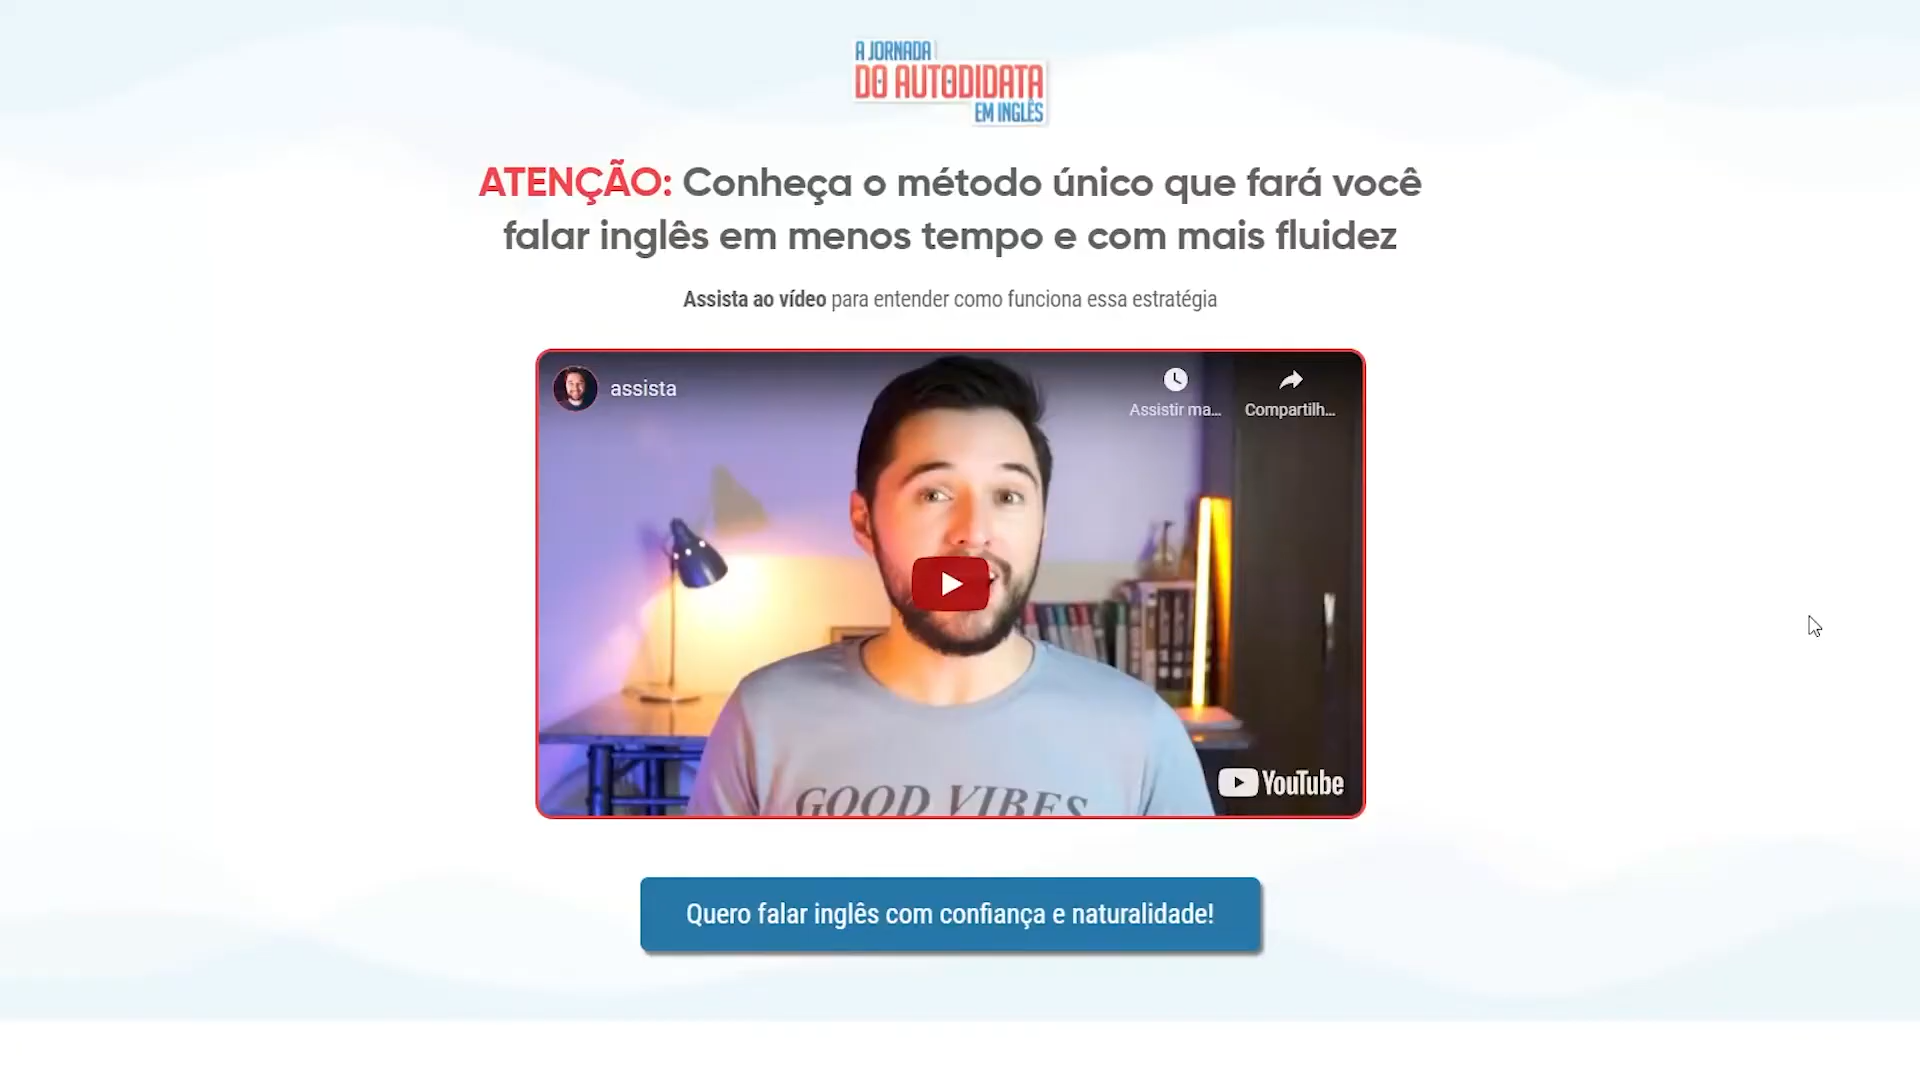 A JORNADA
DO AUTODIDATA
EM INGLÊS
ATENÇÃO: Conheça o método único que fará você
falar inglês em menos tempo e com mais fluidez
Assista ao vídeo para entender como funciona essa estratégia
assista
Assistir ma...
Compartilh...
GOOD VIBES
YouTube
Quero falar inglês com confiança e naturalidade!